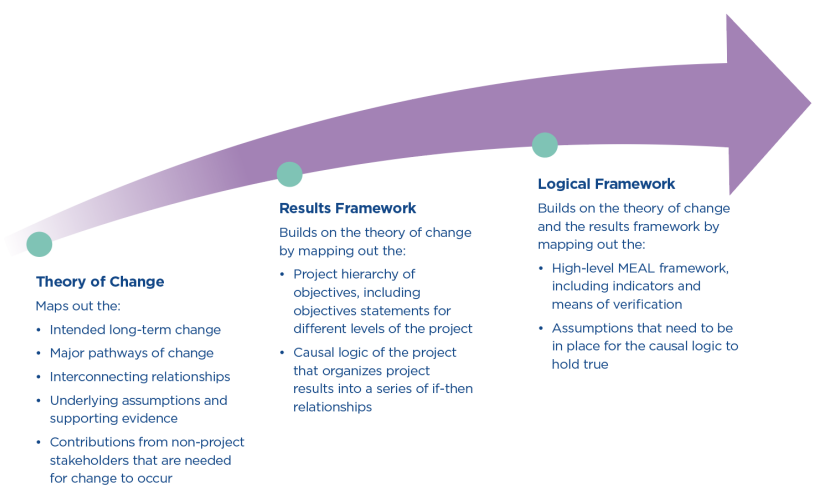 Theory of Change
Maps out the:
• Intended long-term change
• Major pathways of change
• Interconnecting relationships
• Underlying assumptions and
supporting evidence
• Contributions from non-project
stakeholders that are needed
for change to occur
Results Framework
Builds on the theory of change
by mapping out the:
• Project hierarchy of
objectives, including
objectives statements for
different levels of the project
• Causal logic of the project
that organizes project
results into a series of if-then
relationships
Logical Framework
Builds on the theory of change
and the results framework by
mapping out the:
• High-level MEAL framework,
including indicators and
means of verification
• Assumptions that need to be
in place for the causal logic to
hold true